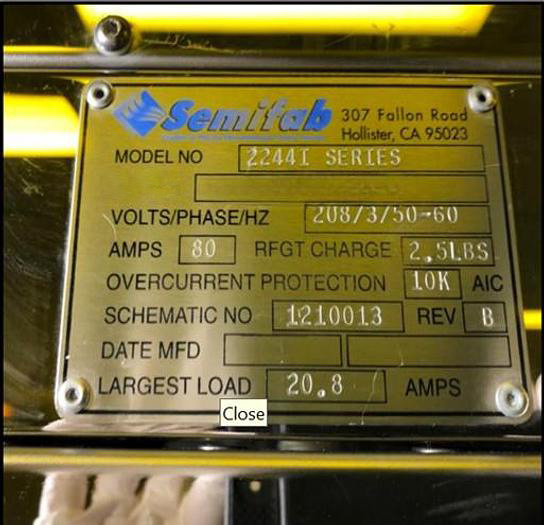 Semifab 307 Fallon Road
Hollister, CA 95023
MODEL NO 2244I SERIES
VOLTS/PHASE/HZ 208/3/50-60
AMPS 80 RFGT CHARGE 2.5LBS
OVERCURRENT PROTECTION 10K AIC
SCHEMATIC NO 1210013 REV B
DATE MFD
LARGEST LOAD 20.8 AMPS
Close